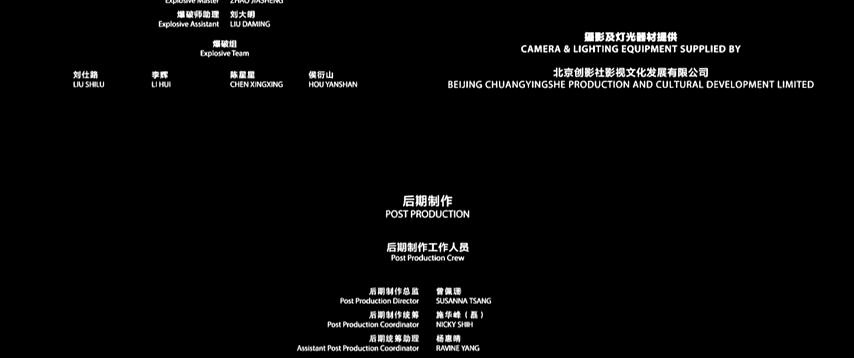 Explosive Master ZHAO JIASHENG
爆破师助理 刘大明
Explosive Assistant LIU DAMING
爆破组
Explosive Team
刘仕路 李辉 陈星星 侯衍山
LIU SHILU LI HUI CHEN XINGXING HOU YANSHAN
摄影及灯光器材提供
CAMERA & LIGHTING EQUIPMENT SUPPLIED BY
北京创影社影视文化发展有限公司
BEIJING CHUANGYINGSHE PRODUCTION AND CULTURAL DEVELOPMENT LIMITED
后期制作
POST PRODUCTION
后期制作工作人员
Post Production Crew
后期制作总监 曾佩珊
Post Production Director SUSANNA TSANG
后期制作统筹 施华峰（磊）
Post Production Coordinator NICKY SHIH
后期统筹助理 杨惠晴
Assistant Post Production Coordinator RAVINE YANG